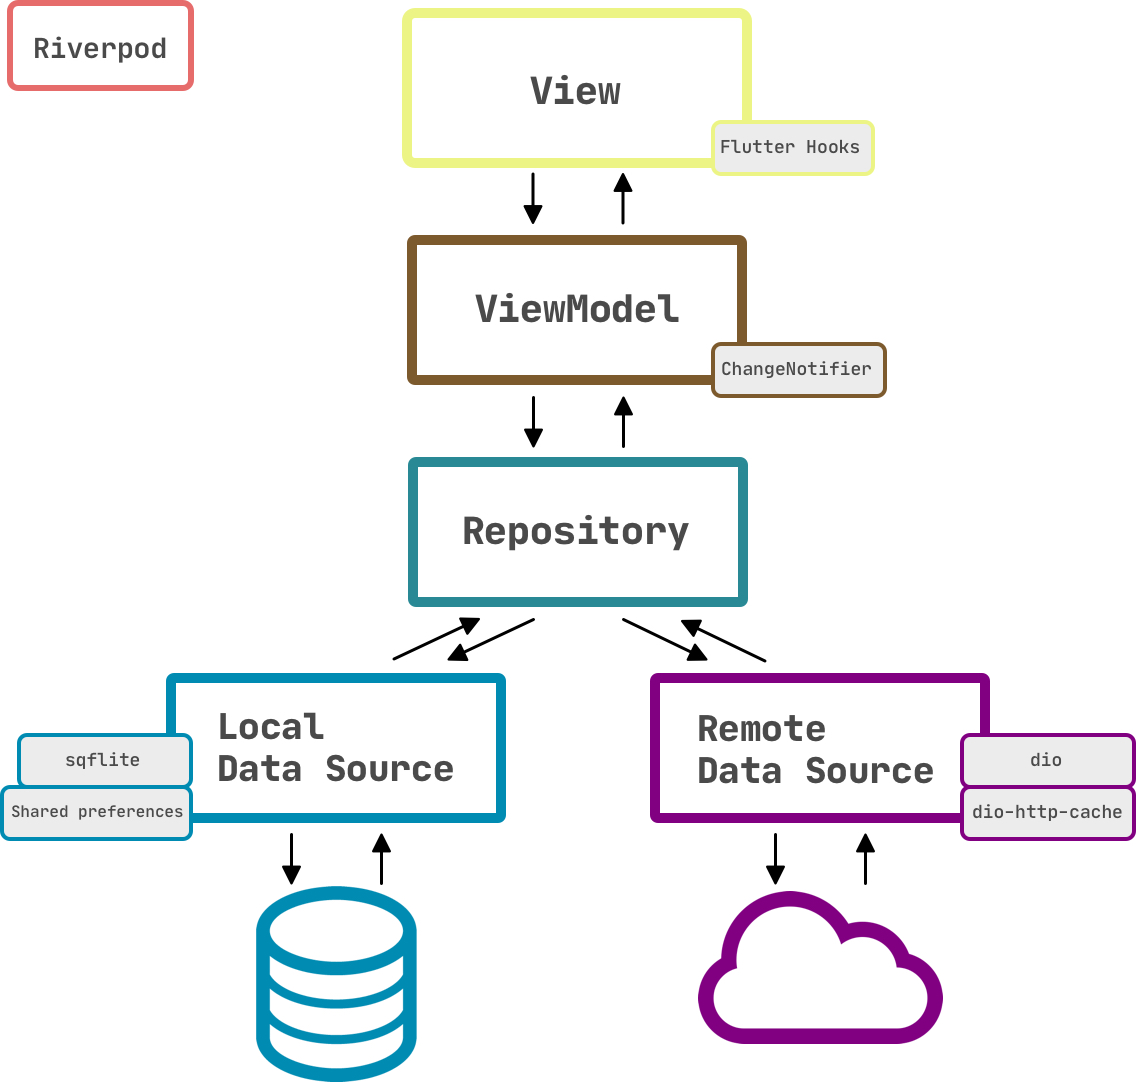 Riverpod
View
Flutter Hooks
ViewModel
ChangeNotifier
Repository
Local
Data Source
sqflite
Shared preferences
Remote
Data Source
dio
dio-http-cache